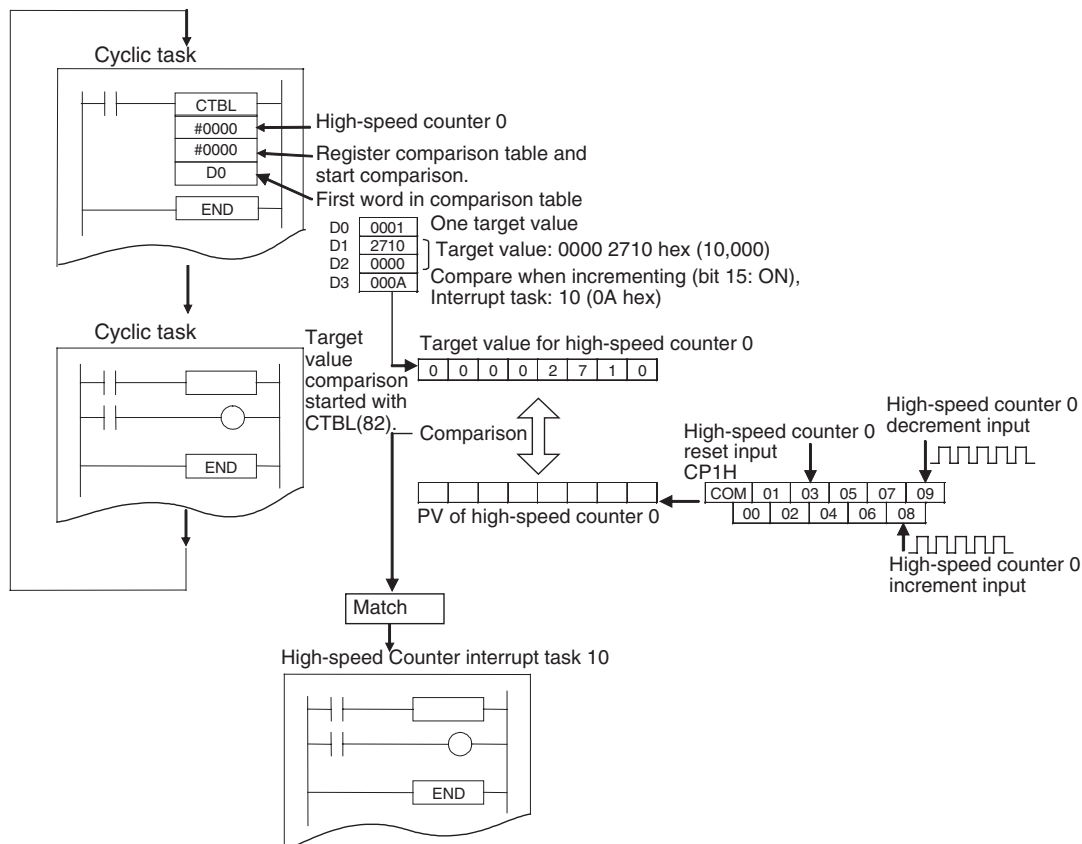 Cyclic task
CTBL
#0000
#0000
D0
END
High-speed counter 0
Register comparison table and
start comparison.
First word in comparison table
D0 0001 One target value
D1 2710
D2 0000
Target value: 0000 2710 hex (10,000)
D3 000A
Compare when incrementing (bit 15: ON),
Interrupt task: 10 (0A hex)
Cyclic task
END
Target
value
comparison
started with
CTBL(82).
Target value for high-speed counter 0
0 0 0 0 2 7 1 0
Comparison
PV of high-speed counter 0
High-speed counter 0
reset input
CP1H
High-speed counter 0
decrement input
COM 01 03 05 07 09
00 02 04 06 08
High-speed counter 0
increment input
Match
High-speed Counter interrupt task 10
END